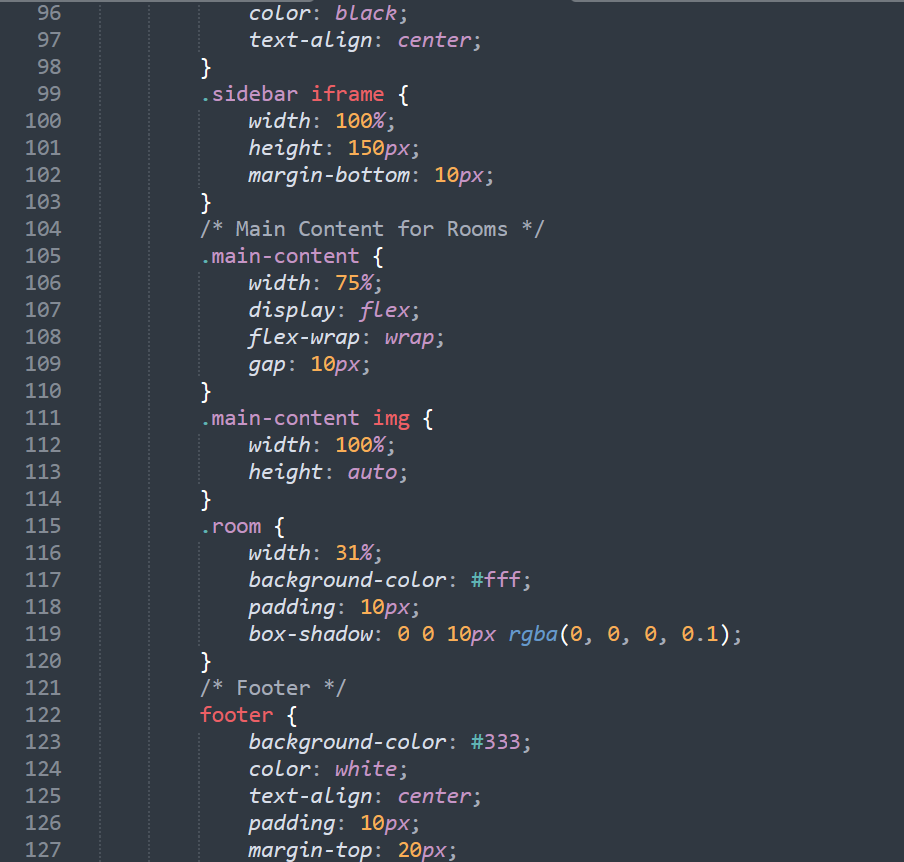 96 color: black;
97 text-align: center;
98 }
99 .sidebar iframe {
100 width: 100%;
101 height: 150px;
102 margin-bottom: 10px;
103 }
104 /* Main Content for Rooms */
105 .main-content {
106 width: 75%;
107 display: flex;
108 flex-wrap: wrap;
109 gap: 10px;
110 }
111 .main-content img {
112 width: 100%;
113 height: auto;
114 }
115 .room {
116 width: 31%;
117 background-color: #fff;
118 padding: 10px;
119 box-shadow: 0 0 10px rgba(0, 0, 0, 0.1);
120 }
121 /* Footer */
122 footer {
123 background-color: #333;
124 color: white;
125 text-align: center;
126 padding: 10px;
127 margin-top: 20px;